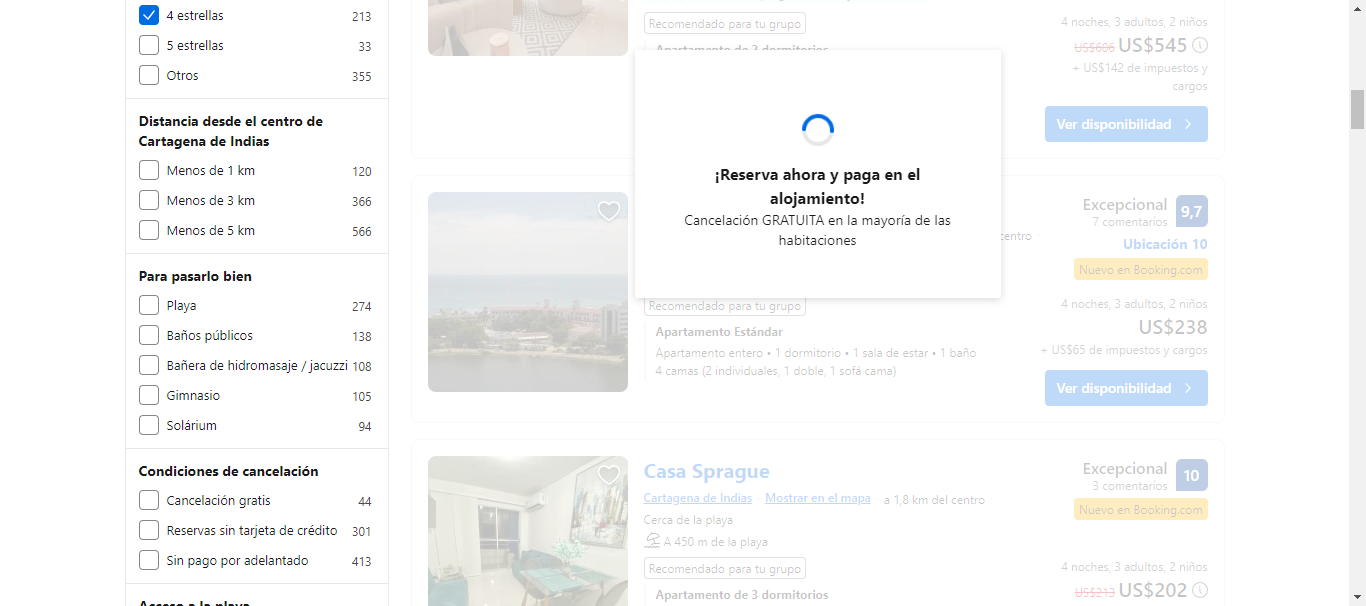 4 estrellas 213
5 estrellas 33
Otros 355
Distancia desde el centro de
Cartagena de Indias
Menos de 1 km 120
Menos de 3 km 366
Menos de 5 km 566
Para pasarlo bien
Playa 274
Baños públicos 138
Bañera de hidromasaje / jacuzzi 108
Gimnasio 105
Solárium 94
Condiciones de cancelación
Cancelación gratis 44
Reservas sin tarjeta de crédito 301
Sin pago por adelantado 413
Acceso a la playa
Recomendado para tu grupo
Apartamento de 3 dormitorios
4 noches, 3 adultos, 2 niños
US$606 US$545
+ US$142 de impuestos y
cargos
Ver disponibilidad
¡Reserva ahora y paga en el
alojamiento!
Cancelación GRATUITA en la mayoría de las
habitaciones
centro
Excepcional
7 comentarios
9,7
Ubicación 10
Nuevo en Booking.com
Recomendado para tu grupo
Apartamento Estándar
Apartamento entero • 1 dormitorio • 1 sala de estar • 1 baño
4 camas (2 individuales, 1 doble, 1 sofá cama)
4 noches, 3 adultos, 2 niños
US$238
+ US$65 de impuestos y cargos
Ver disponibilidad
Casa Sprague
Cartagena de Indias · Mostrar en el mapa a 1,8 km del centro
Cerca de la playa
A 450 m de la playa
Recomendado para tu grupo
Apartamento de 3 dormitorios
Excepcional
3 comentarios
10
Nuevo en Booking.com
4 noches, 3 adultos, 2 niños
US$213 US$202